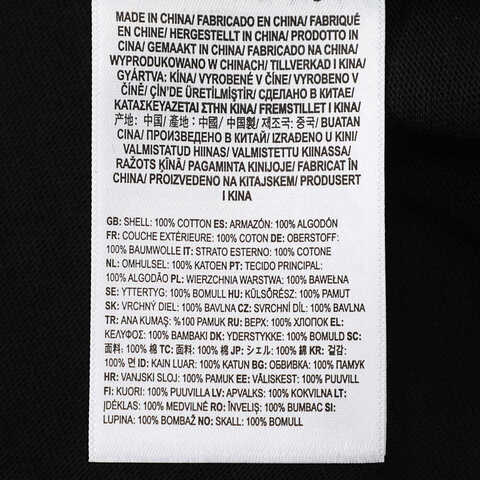 MADE IN CHINA/ FABRICADO EN CHINA/ FABRIQUÉ
EN CHINE/ HERGESTELLT IN CHINA/ PRODOTTO IN
CINA/ GEMAAKT IN CHINA/ FABRICADO NA CHINA/
WYPRODUKOWANO W CHINACH/ TILLVERKAD I KINA/
GYÁRTVA: KÍNA/ VYROBENÉ V ČÍNE/ VYROBENO V
ČÍNĚ/ ÇİN'DE ÜRETİLMİŞTİR/ СДЕЛАНО В КИТАЕ/
ΚΑΤΑΣΚΕΥΑΖΕΤΑΙ ΣΤΗΝ ΚΙΝΑ/ FREMSTILLET I KINA/
产地: 中国/ 產地: 中國/ 中国製/ 제조국: 중국/ BUATAN
CINA/ ПРОИЗВЕДЕНО В КИТАЙ/ IZRAĐENO U KINI/
VALMISTATUD HIINAS/ VALMISTETTU KIINASSA/
RAŽOTS ĶĪNĀ/ PAGAMINTA KINIJOJE/ FABRICAT ÎN
CHINA/ PROIZVEDENO NA KITAJSKEM/ PRODUSERT
I KINA
GB: SHELL: 100% COTTON ES: ARMAZÓN: 100% ALGODÓN
FR: COUCHE EXTÉRIEURE: 100% COTON DE: OBERSTOFF:
100% BAUMWOLLE IT: STRATO ESTERNO: 100% COTONE
NL: OMHULSEL: 100% KATOEN PT: TECIDO PRINCIPAL:
100% ALGODÃO PL: WIERZCHNIA WARSTWA: 100% BAWEŁNA
SE: YTTERTYG: 100% BOMULL HU: KÜLSŐRÉSZ: 100% PAMUT
SK: VRCHNÝ DIEL: 100% BAVLNA CZ: SVRCHNÍ DÍL: 100% BAVLNA
TR: ANA KUMAŞ: %100 PAMUK RU: ВЕРХ: 100% ХЛОПОК EL:
ΚΕΛΥΦΟΣ: 100% ΒΑΜΒΑΚΙ DK: YDERSTYKKE: 100% BOMULD SC:
面料: 100% 棉 TC: 面料: 100% 棉 JP: シェル: 100% 綿 KR: 겉감:
100% 면 ID: KAIN LUAR: 100% KATUN BG: ОБВИВКА: 100% ПАМУК
HR: VANJSKI SLOJ: 100% PAMUK EE: VÄLISKEST: 100% PUUVILL
FI: KUORI: 100% PUUVILLA LV: APVALKS: 100% KOKVILNA LT:
ĮDĖKLAS: 100% MEDVILNĖ RO: ÎNVELIŞ: 100% BUMBAC SI:
LUPINA: 100% BOMBAŽ NO: SKALL: 100% BOMULL